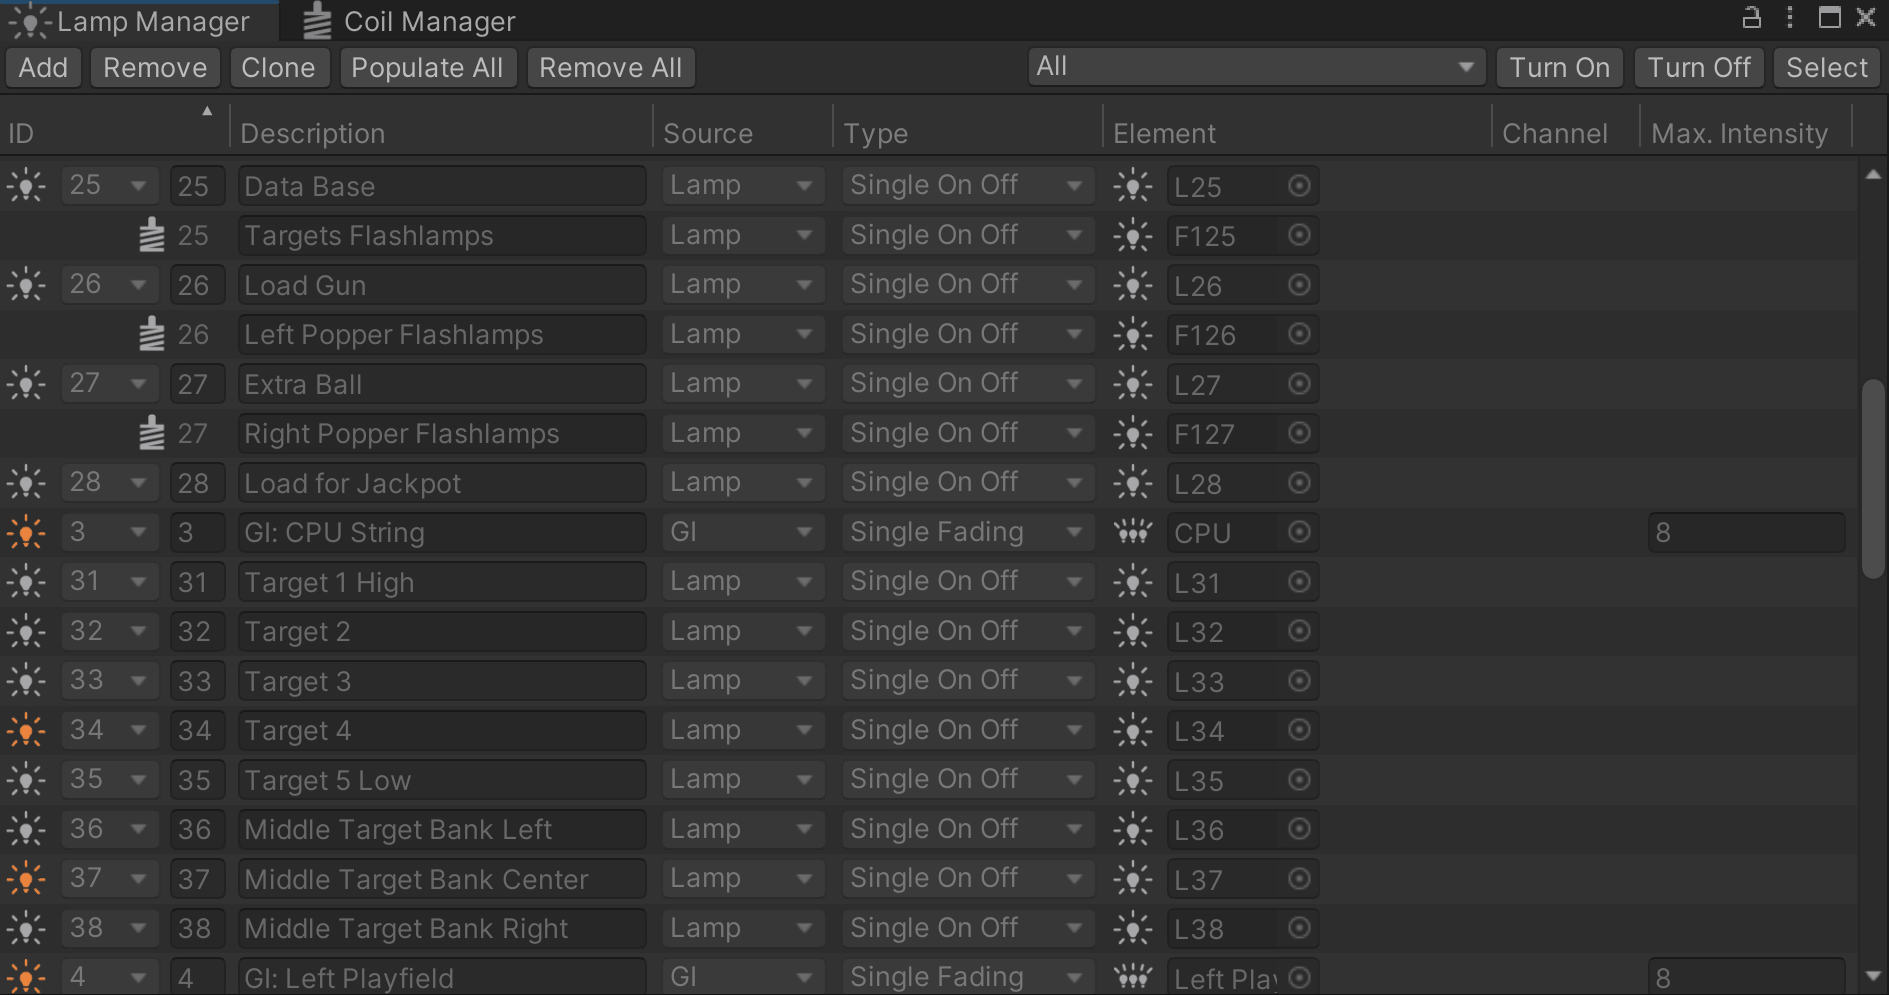 Lamp Manager Coil Manager
Add Remove Clone Populate All Remove All All Turn On Turn Off Select
ID Description Source Type Element Channel Max. Intensity
25 25 Data Base Lamp Single On Off L25
25 Targets Flashlamps Lamp Single On Off F125
26 26 Load Gun Lamp Single On Off L26
26 Left Popper Flashlamps Lamp Single On Off F126
27 27 Extra Ball Lamp Single On Off L27
27 Right Popper Flashlamps Lamp Single On Off F127
28 28 Load for Jackpot Lamp Single On Off L28
3 3 GI: CPU String GI Single Fading CPU 8
31 31 Target 1 High Lamp Single On Off L31
32 32 Target 2 Lamp Single On Off L32
33 33 Target 3 Lamp Single On Off L33
34 34 Target 4 Lamp Single On Off L34
35 35 Target 5 Low Lamp Single On Off L35
36 36 Middle Target Bank Left Lamp Single On Off L36
37 37 Middle Target Bank Center Lamp Single On Off L37
38 38 Middle Target Bank Right Lamp Single On Off L38
4 4 GI: Left Playfield GI Single Fading Left Play 8